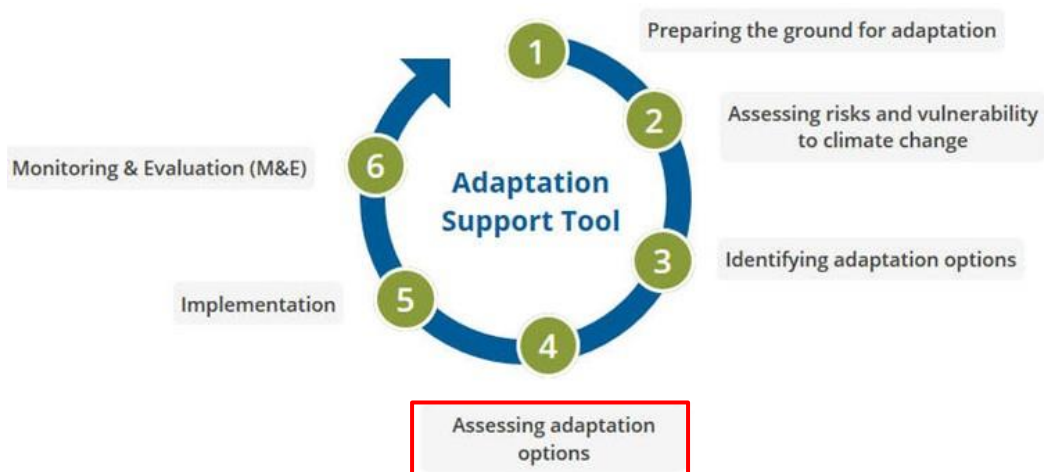 1
Preparing the ground for adaptation
2
Assessing risks and vulnerability
to climate change
3
Identifying adaptation options
4
Assessing adaptation
options
5
Implementation
6
Monitoring & Evaluation (M&E)
Adaptation
Support Tool